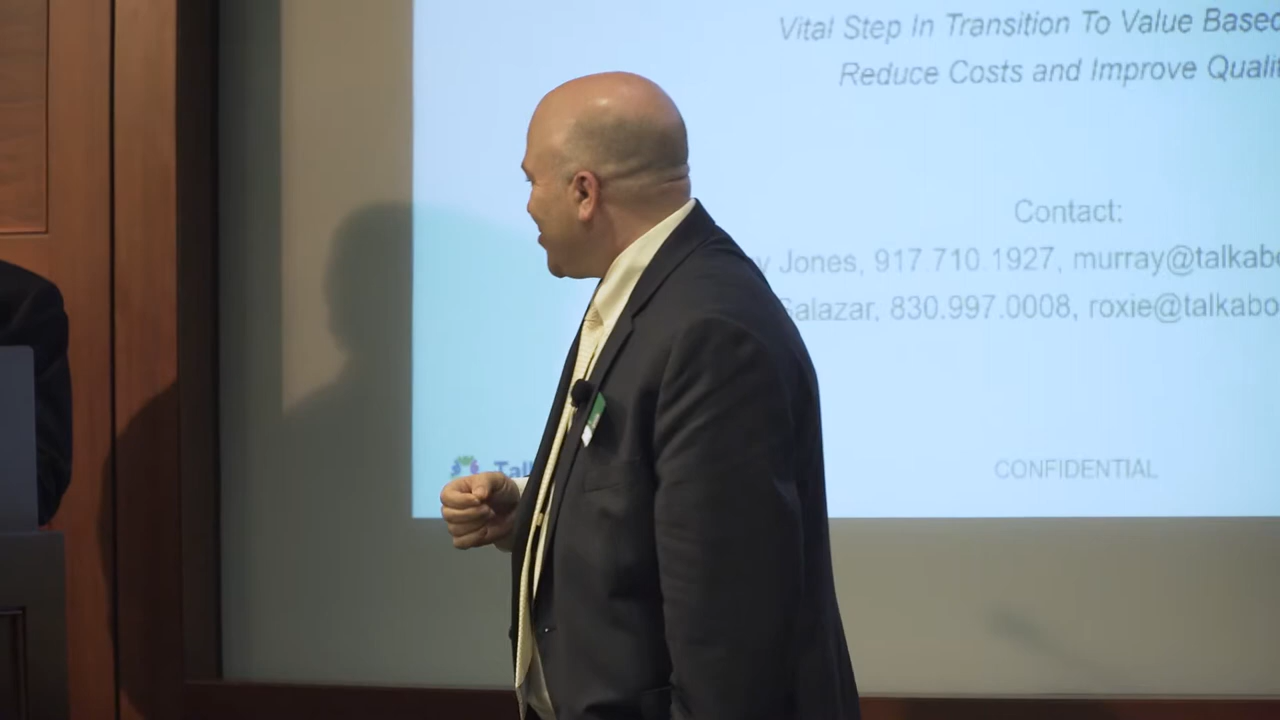 Vital Step In Transition To Value Based
Reduce Costs and Improve Qualit
Contact:
y Jones, 917.710.1927, murray@talkabo
Salazar, 830.997.0008, roxie@talkabo
Tal
CONFIDENTIAL